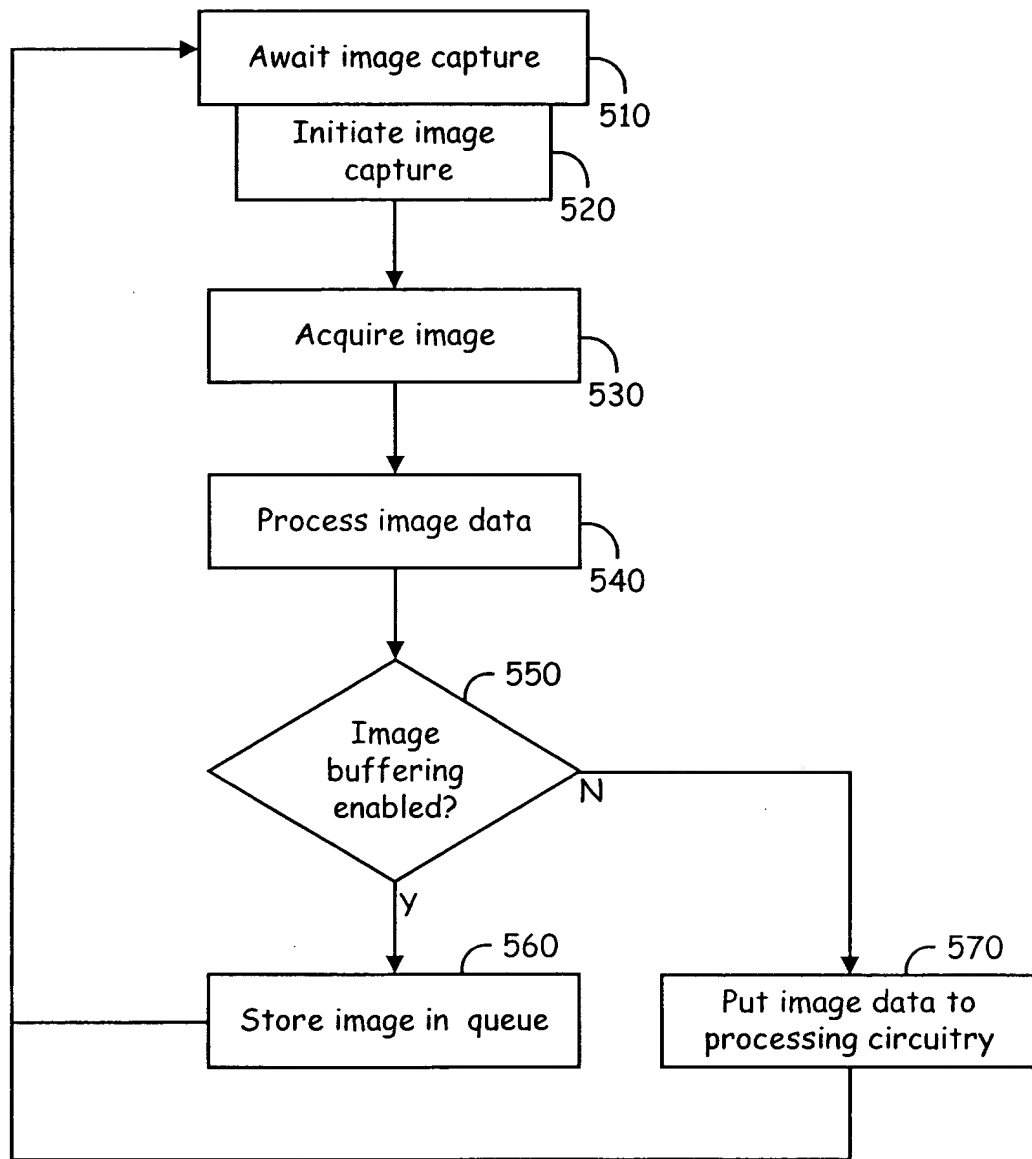 Await image capture
510
Initiate image
capture
520
Acquire image
530
Process image data
540
550
Image
buffering
enabled?
N
Y
560
Store image in queue
570
Put image data to
processing circuitry